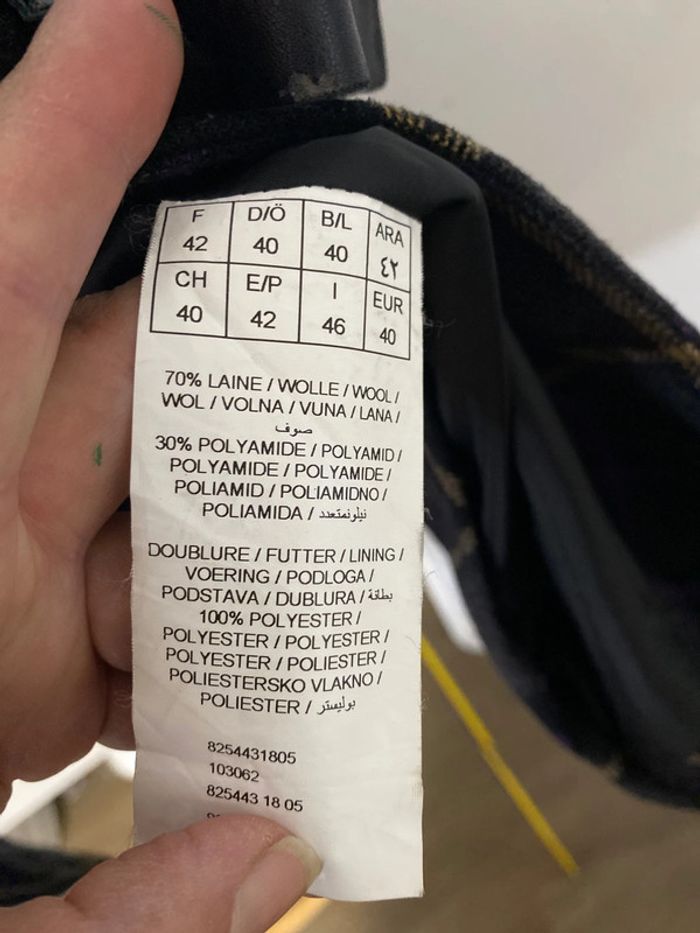 F D/Ö B/L ARA
42 40 40 ٤٢
CH E/P I EUR
40 42 46 40
70% LAINE / WOLLE / WOOL /
WOL / VOLNA / VUNA / LANA /
صوف
30% POLYAMIDE / POLYAMID /
POLYAMIDE / POLYAMIDE /
POLIAMID / POLIAMIDNO /
POLIAMIDA / نيلونمتعدد
DOUBLURE / FUTTER / LINING /
VOERING / PODLOGA /
PODSTAVA / DUBLURA / بطانة
100% POLYESTER /
POLYESTER / POLYESTER /
POLYESTER / POLIESTER /
POLIESTERSKO VLAKNO /
POLIESTER / بوليستر
8254431805
103062
825443 18 05